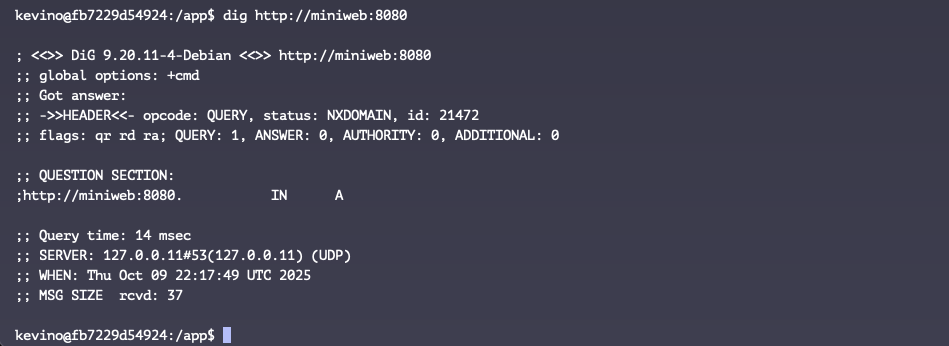 kevino@fb7229d54924:/app$ dig http://miniweb:8080

; <<>> DiG 9.20.11-4-Debian <<>> http://miniweb:8080
;; global options: +cmd
;; Got answer:
;; ->>HEADER<<- opcode: QUERY, status: NXDOMAIN, id: 21472
;; flags: qr rd ra; QUERY: 1, ANSWER: 0, AUTHORITY: 0, ADDITIONAL: 0

;; QUESTION SECTION:
;http://miniweb:8080.		IN	A

;; Query time: 14 msec
;; SERVER: 127.0.0.11#53(127.0.0.11) (UDP)
;; WHEN: Thu Oct 09 22:17:49 UTC 2025
;; MSG SIZE  rcvd: 37

kevino@fb7229d54924:/app$